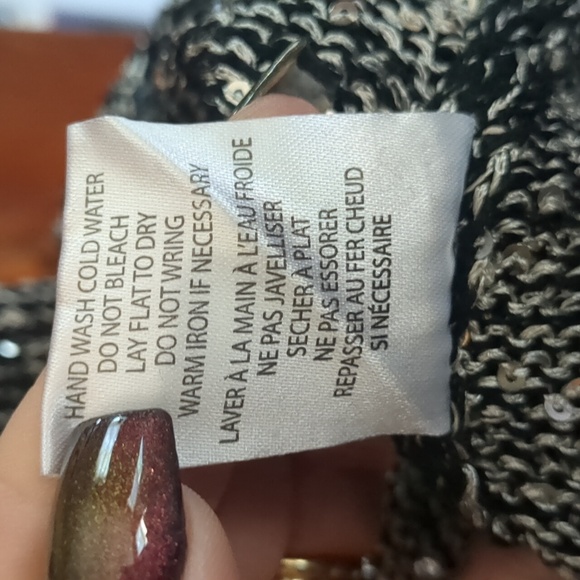 HAND WASH COLD WATER
DO NOT BLEACH
LAY FLAT TO DRY
DO NOT WRING
WARM IRON IF NECESSARY
LAVER À LA MAIN À L'EAU FROIDE
NE PAS JAVELLISER
SECHER À PLAT
NE PAS ESSORER
REPASSER AU FER CHEUD
SI NÉCESSAIRE